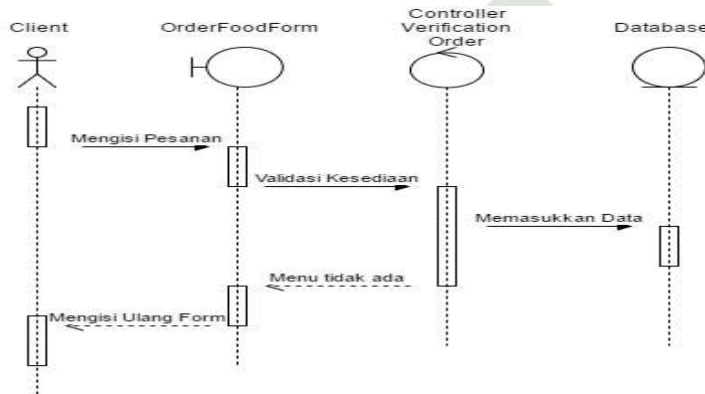 Client
OrderFoodForm
Controller
Verification
Order
Database
Mengisi Pesanan
Validasi Kesediaan
Memasukkan Data
Menu tidak ada
Mengisi Ulang Form